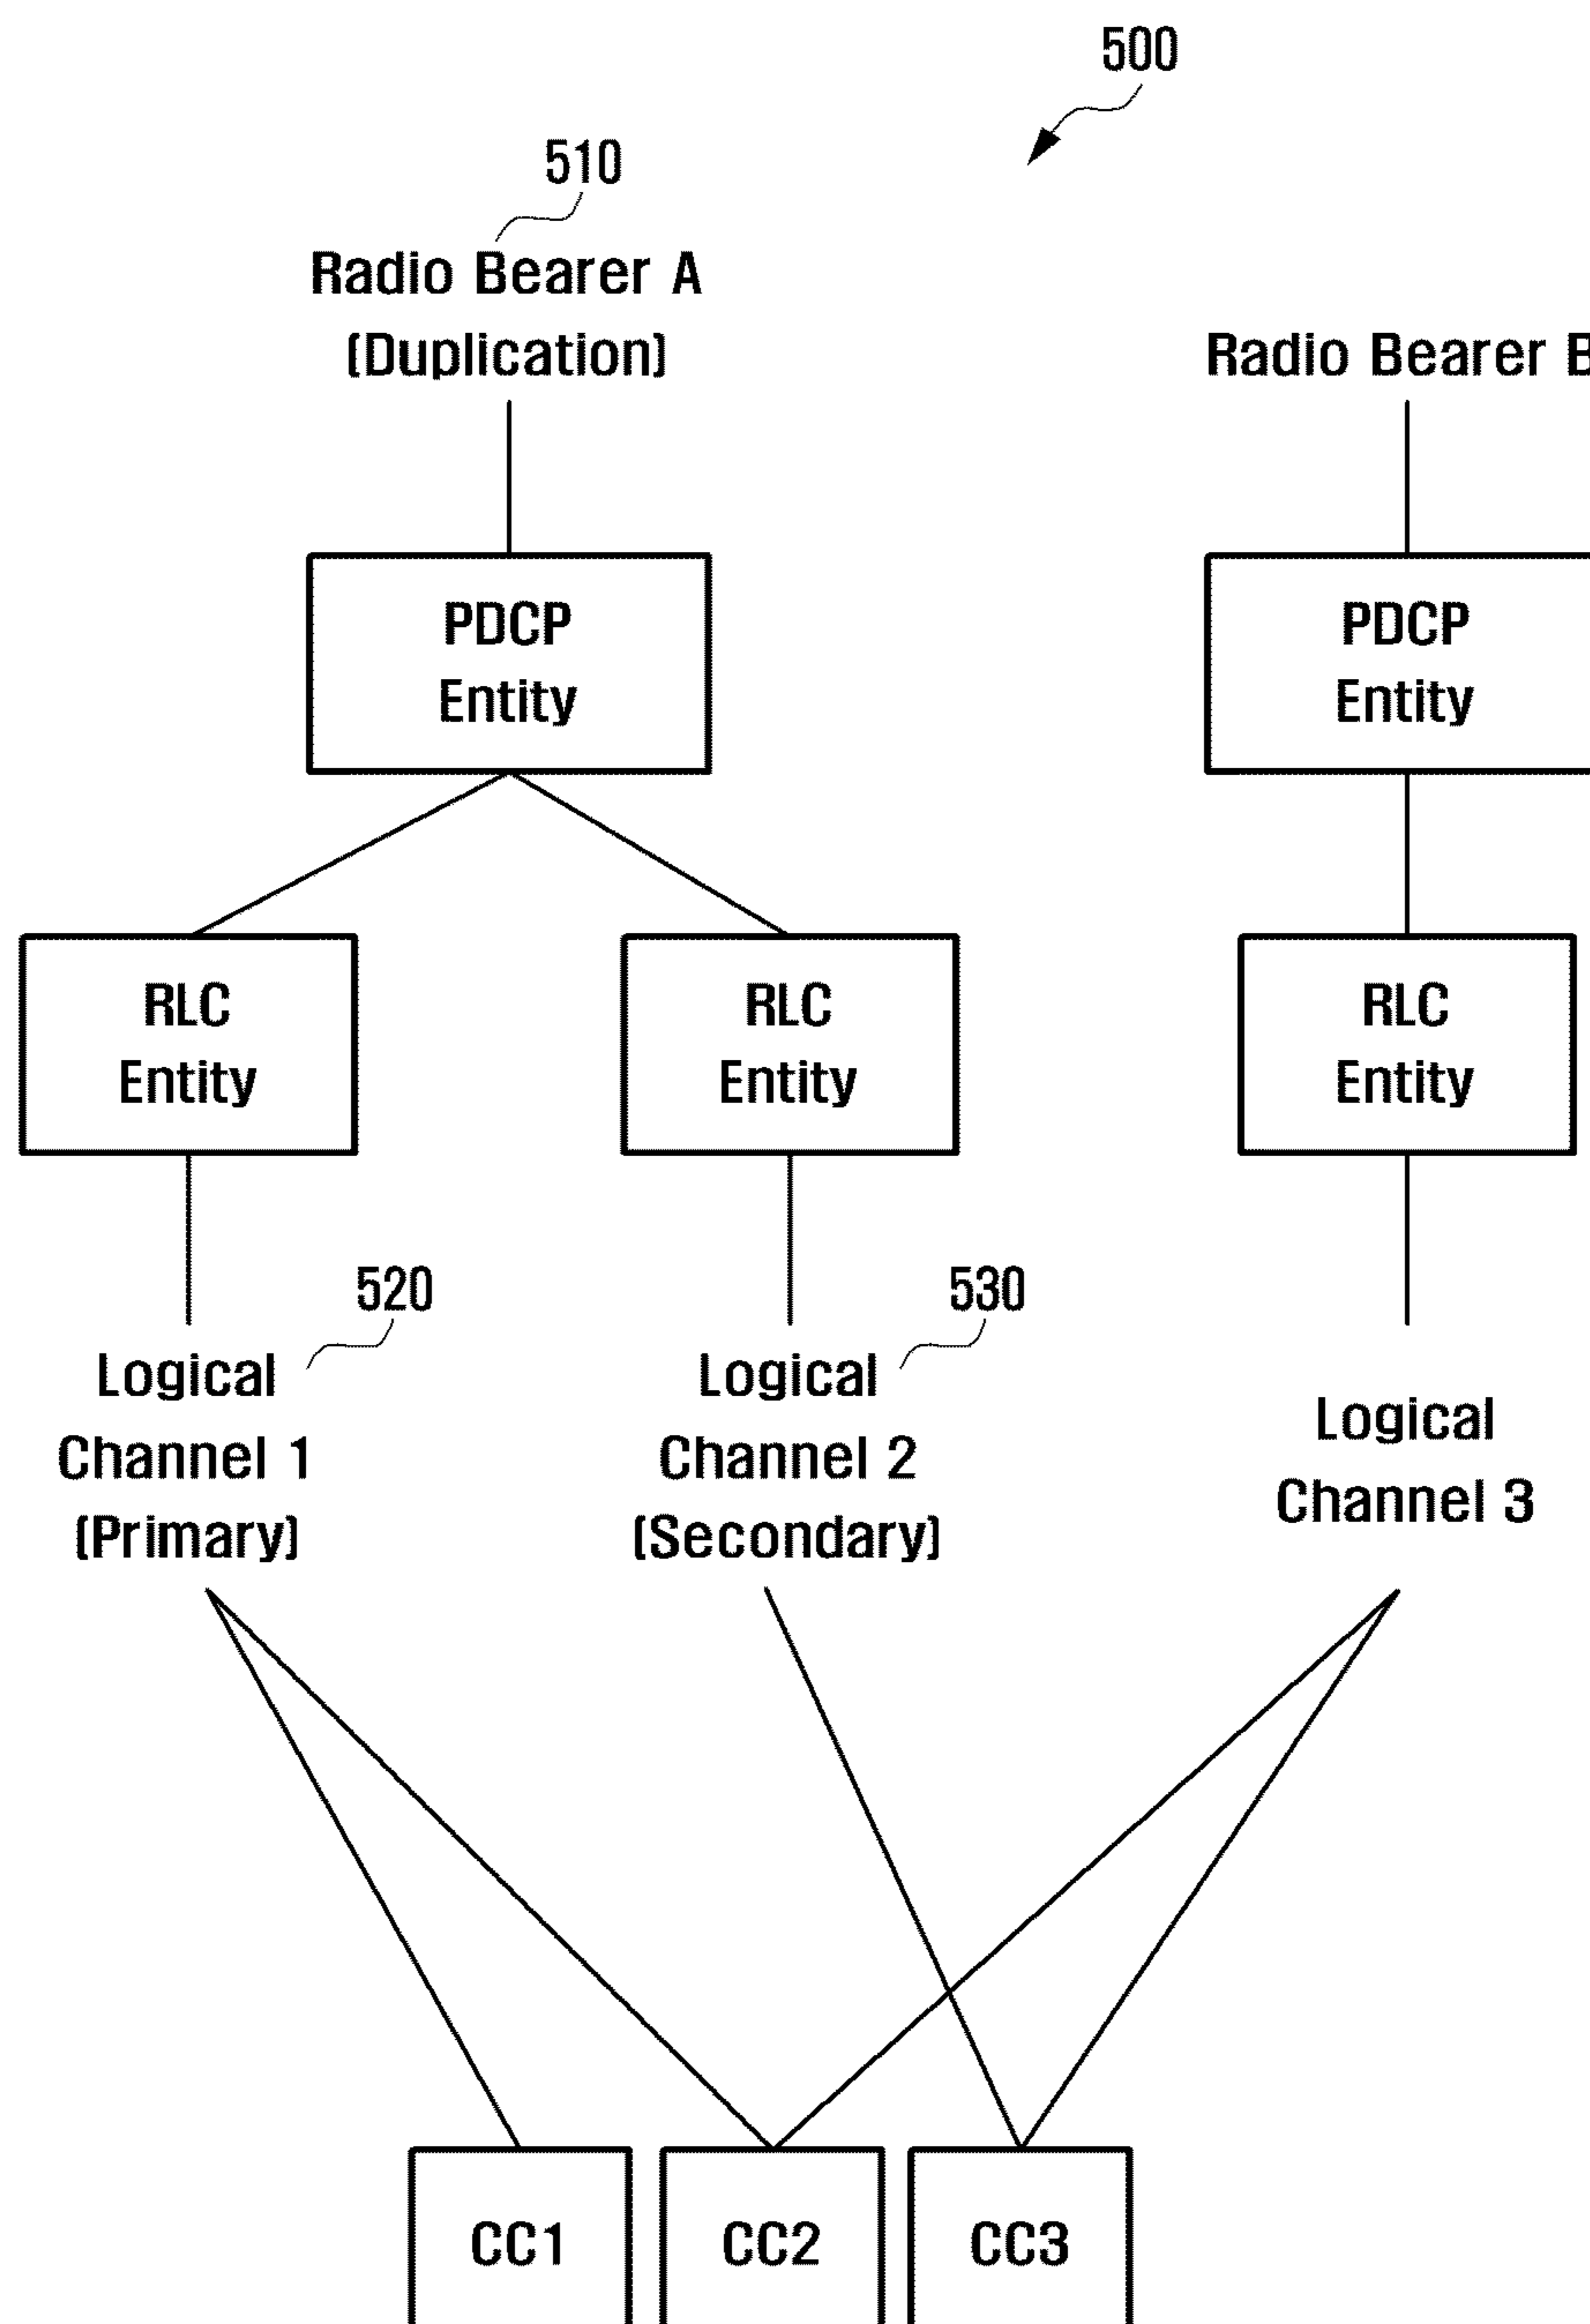 500
510
Radio Bearer A
(Duplication)
Radio Bearer B
PDCP
Entity
PDCP
Entity
RLC
Entity
RLC
Entity
RLC
Entity
520
530
Logical
Channel 1
(Primary)
Logical
Channel 2
(Secondary)
Logical
Channel 3
CC1
CC2
CC3